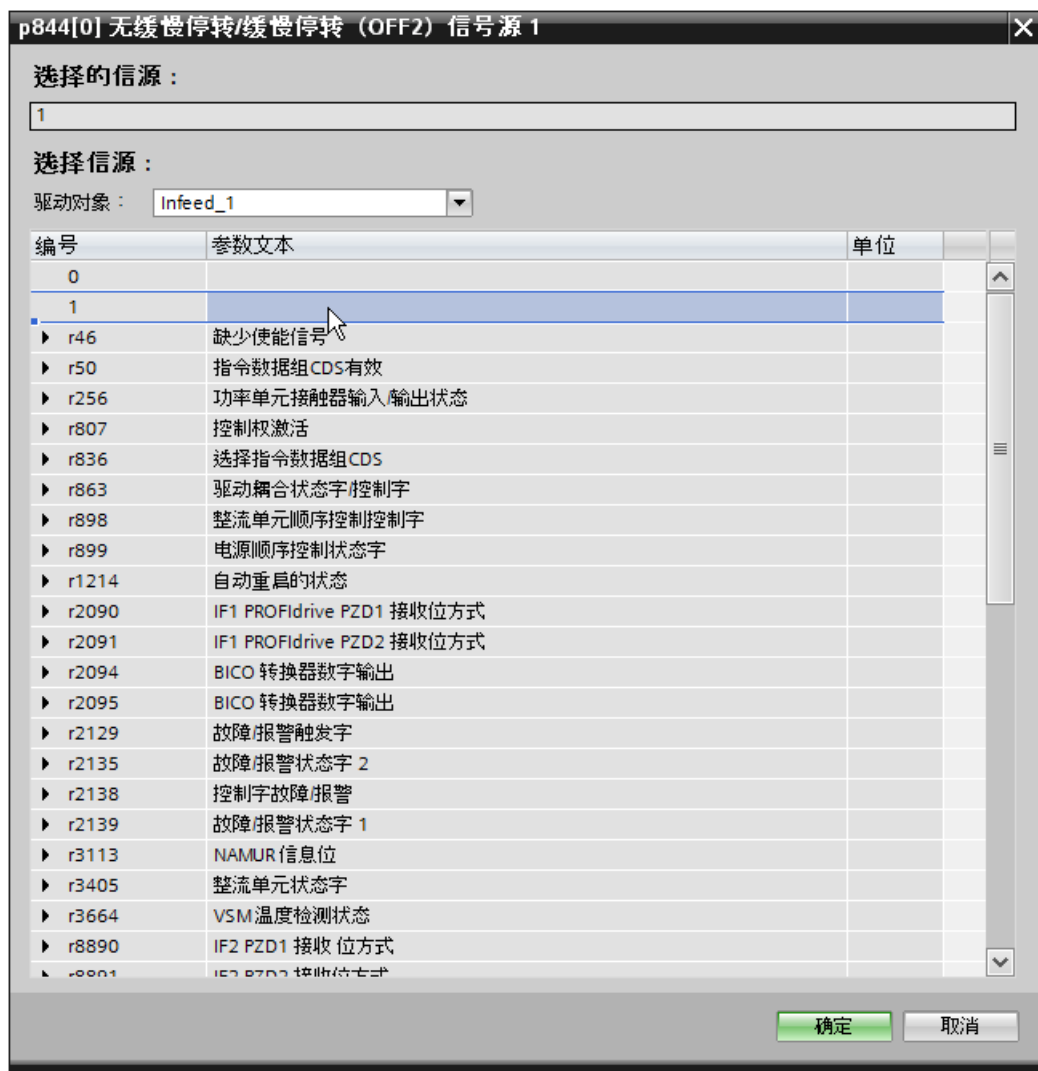 p844[0] 无缓慢停转/缓慢停转（OFF2）信号源 1
选择的信源：
1
选择信源：
驱动对象： Infeed_1
编号 参数文本 单位
0
1
r46 缺少使能信号
r50 指令数据组CDS有效
r256 功率单元接触器输入/输出状态
r807 控制权激活
r836 选择指令数据组CDS
r863 驱动耦合状态字/控制字
r898 整流单元顺序控制控制字
r899 电源顺序控制状态字
r1214 自动重启的状态
r2090 IF1 PROFIdrive PZD1 接收位方式
r2091 IF1 PROFIdrive PZD2 接收位方式
r2094 BICO 转换器数字输出
r2095 BICO 转换器数字输出
r2129 故障/报警触发字
r2135 故障/报警状态字 2
r2138 控制字故障/报警
r2139 故障/报警状态字 1
r3113 NAMUR 信息位
r3405 整流单元状态字
r3664 VSM 温度检测状态
r8890 IF2 PZD1 接收 位方式
r8891 IF2 PZD2 接收位方式
确定 取消